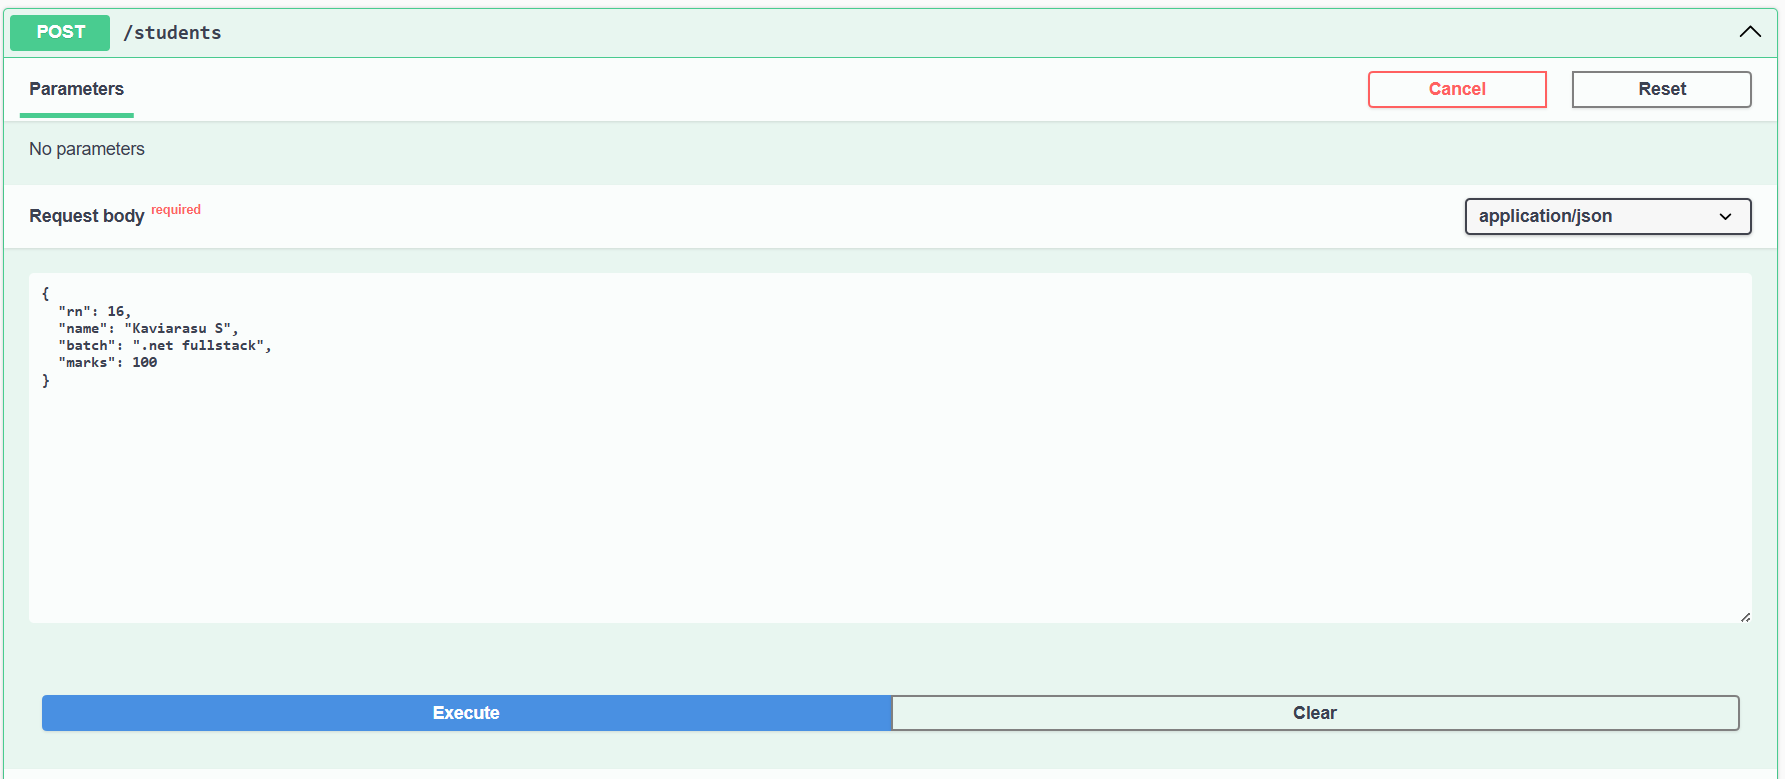 POST /students
Parameters
Cancel
Reset
No parameters
Request body required
application/json
{
  "rn": 16,
  "name": "Kaviarasu S",
  "batch": ".net fullstack",
  "marks": 100
}
Execute
Clear